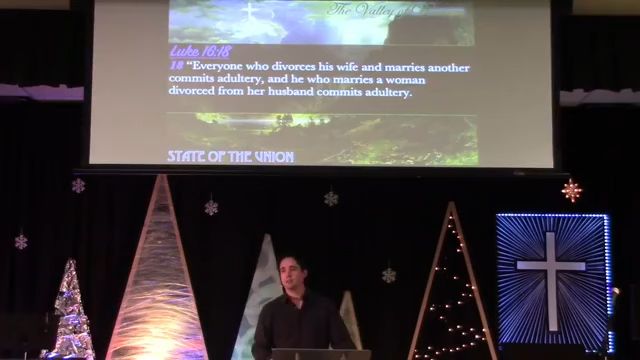 The Valley of
Luke 16:18
18 “Everyone who divorces his wife and marries another
commits adultery, and he who marries a woman
divorced from her husband commits adultery.
STATE OF THE UNION